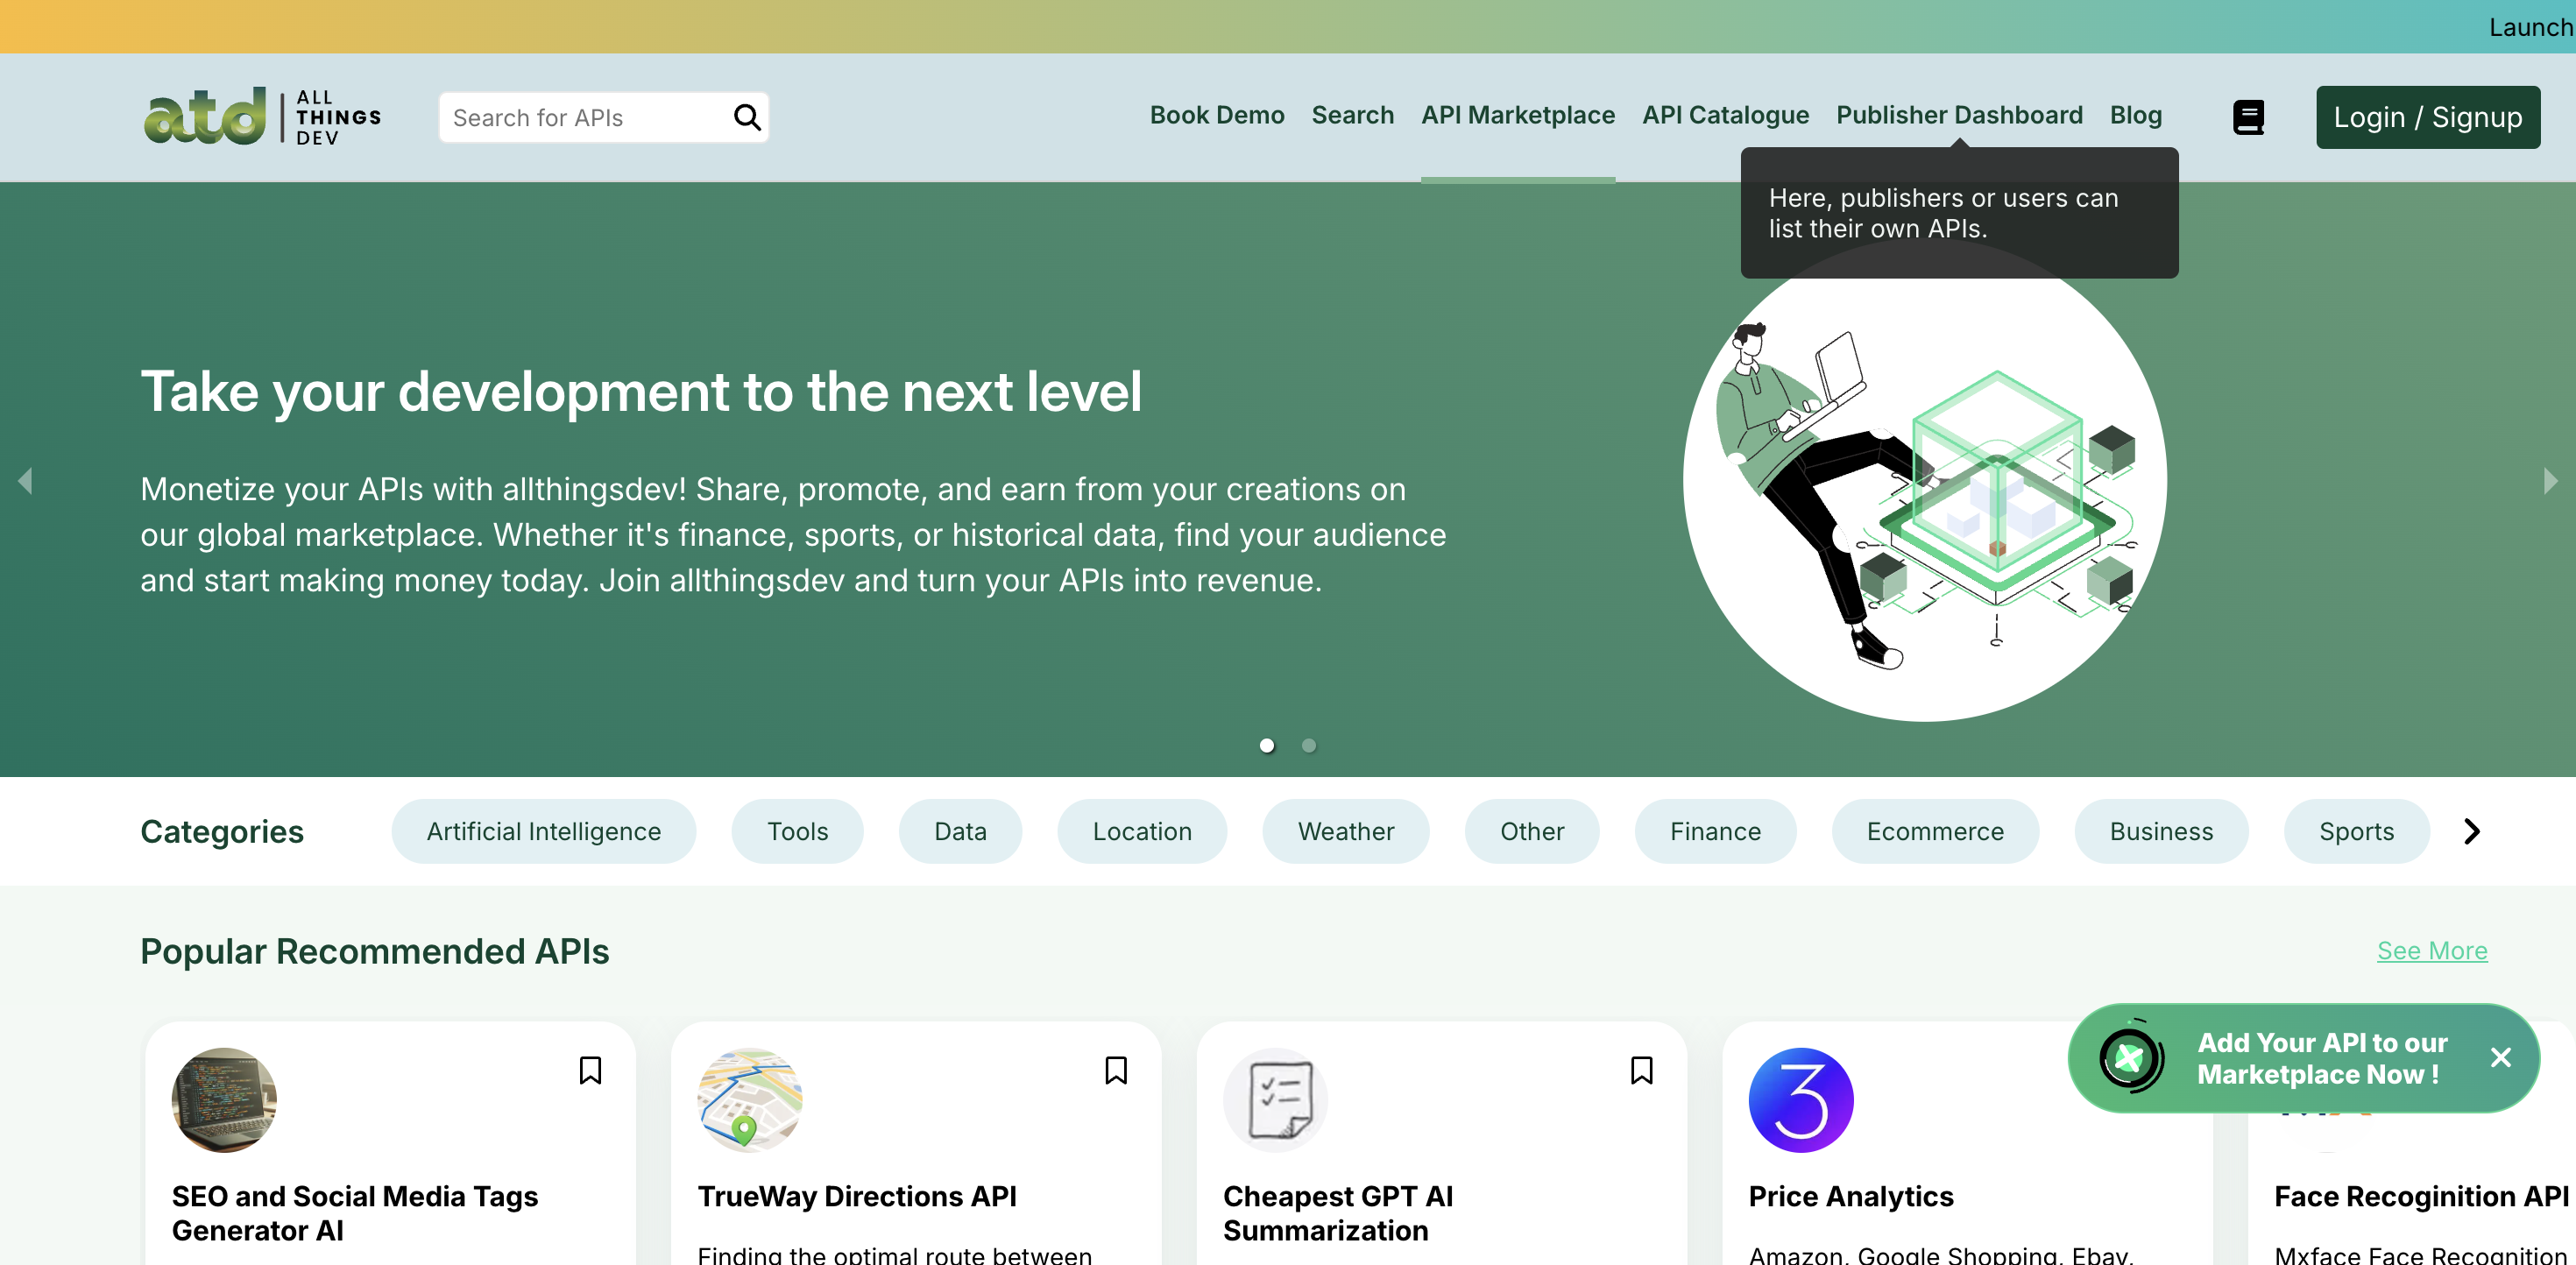 Launch
atd
ALL
THINGS
DEV
Search for APIs
Book Demo
Search
API Marketplace
API Catalogue
Publisher Dashboard
Blog
Login / Signup
Here, publishers or users can
list their own APIs.
Take your development to the next level
Monetize your APIs with allthingsdev! Share, promote, and earn from your creations on
our global marketplace. Whether it's finance, sports, or historical data, find your audience
and start making money today. Join allthingsdev and turn your APIs into revenue.
Categories
Artificial Intelligence
Tools
Data
Location
Weather
Other
Finance
Ecommerce
Business
Sports
Popular Recommended APIs
See More
Add Your API to our
Marketplace Now !
SEO and Social Media Tags
Generator AI
TrueWay Directions API
Finding the optimal route between
Cheapest GPT AI
Summarization
3
Price Analytics
Amazon, Google Shopping, Ebay,
Face Recoginition API
Mxface Face Recognition